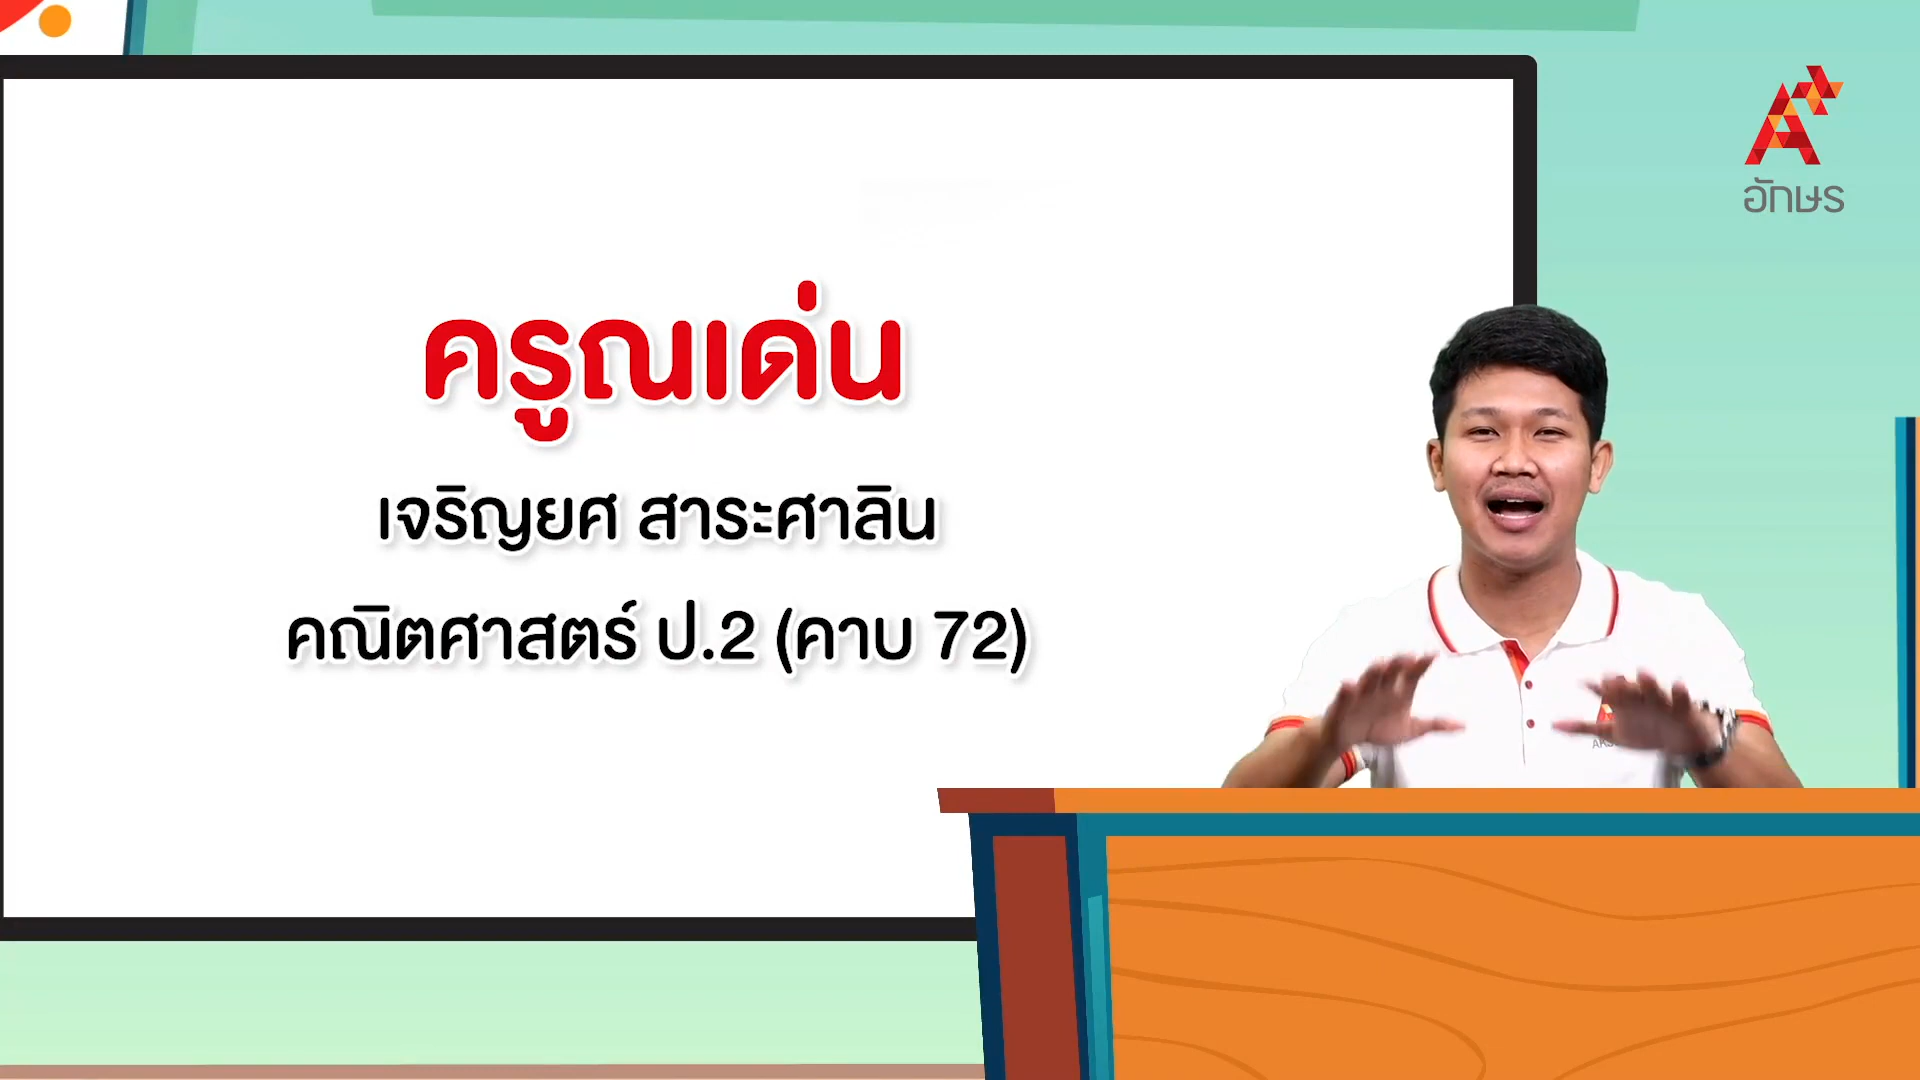 อักษร
ครูณเด่น
เจริญยศ สาระศาลิน
คณิตศาสตร์ ป.2 (คาบ 72)